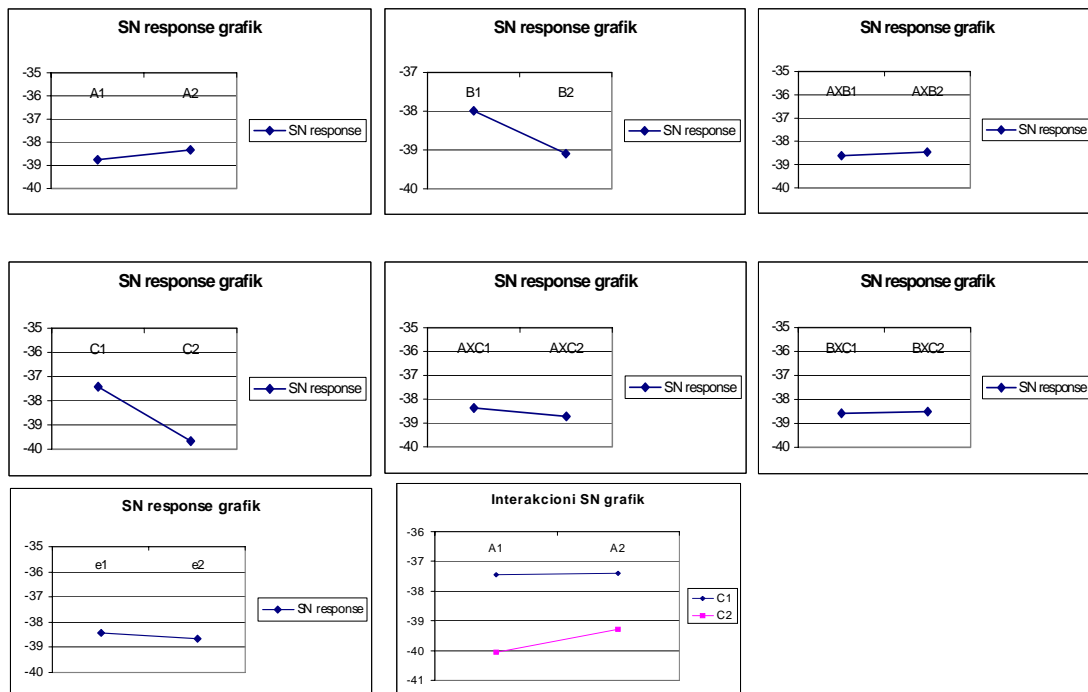 SN response grafik
-35
-36
-37
-38
-39
-40
A1 A2
SN response
SN response grafik
-37
-38
-39
-40
B1 B2
SN response
SN response grafik
-35
-36
-37
-38
-39
-40
AXB1 AXB2
SN response
SN response grafik
-35
-36
-37
-38
-39
-40
C1 C2
SN response
SN response grafik
-35
-36
-37
-38
-39
-40
AXC1 AXC2
SN response
SN response grafik
-35
-36
-37
-38
-39
-40
BXC1 BXC2
SN response
SN response grafik
-35
-36
-37
-38
-39
-40
e1 e2
SN response
Interakcioni SN grafik
-36
-37
-38
-39
-40
-41
A1 A2
C1
C2